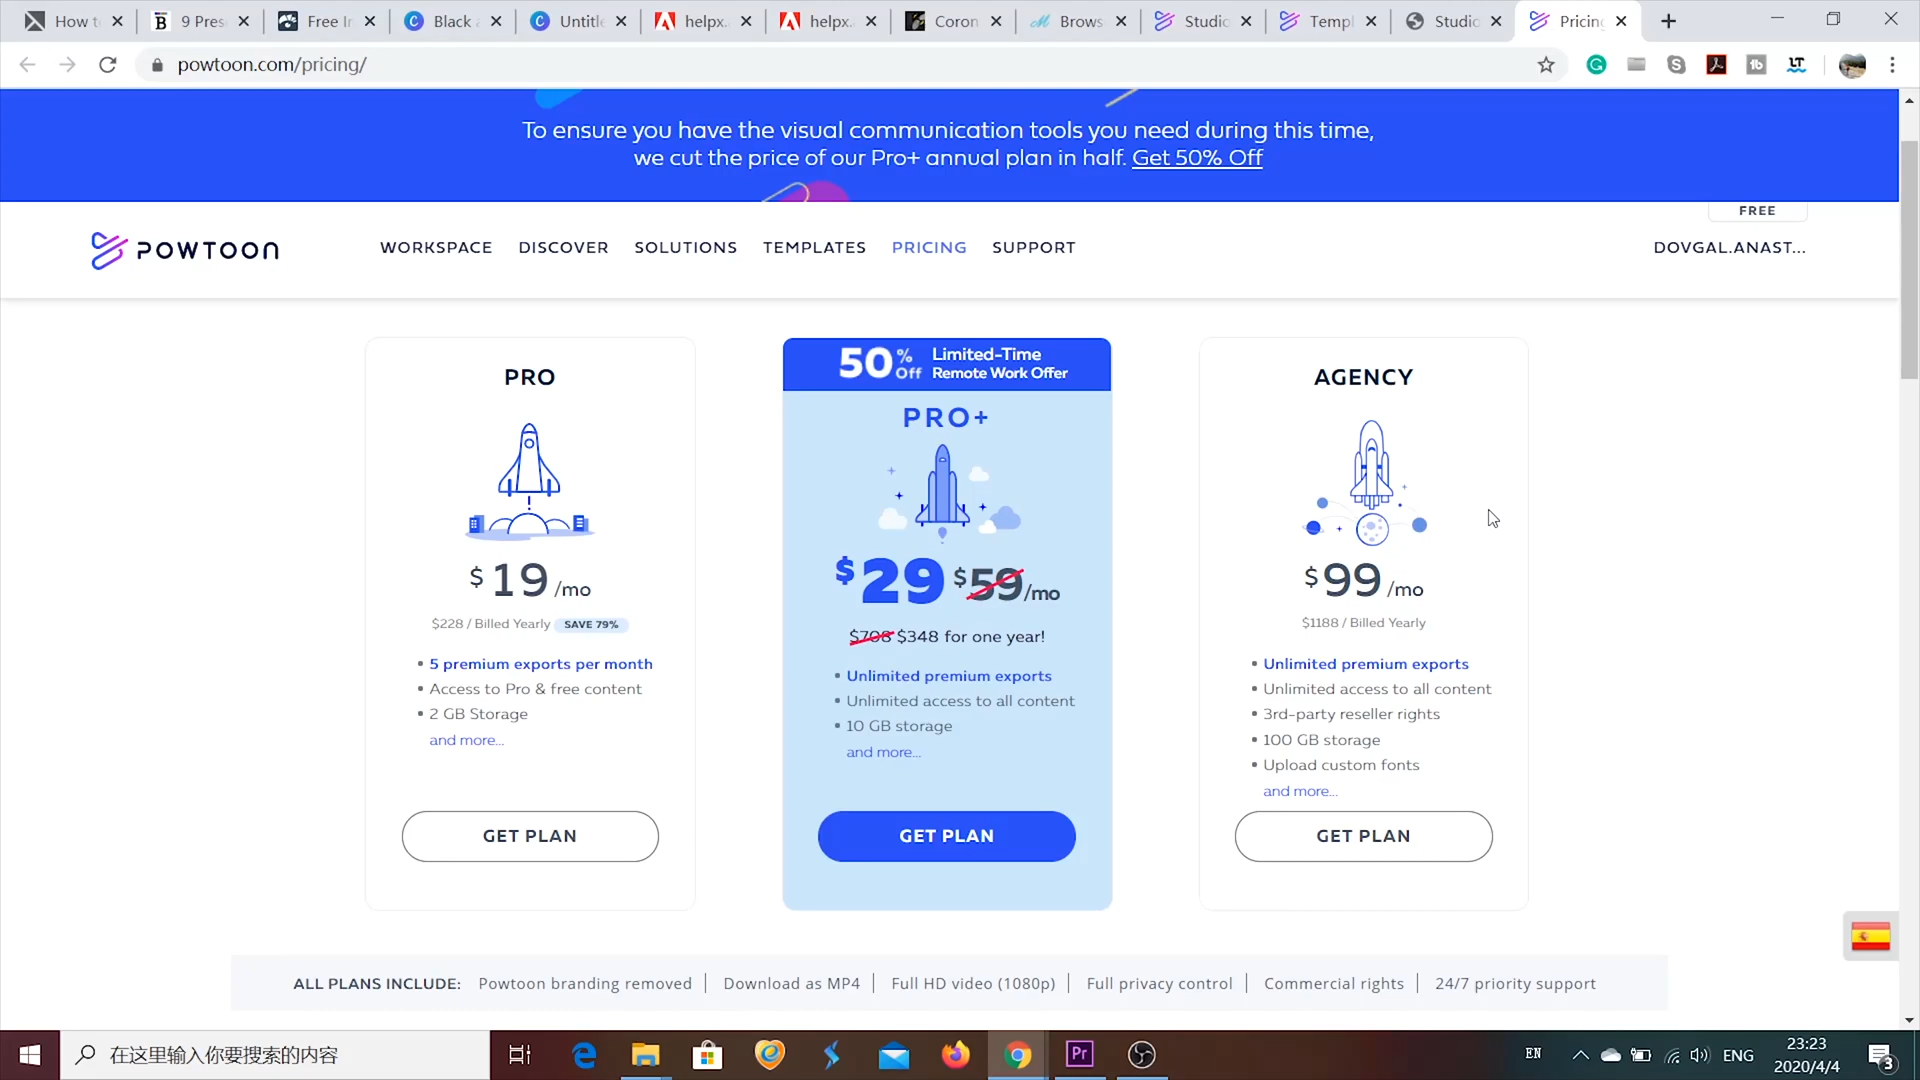 How t
9 Pres
Free I
Black a
Untitle
helpx.
helpx.
Coron
Brows
Studio
Templ
Studio
Pricing
powtoon.com/pricing/
To ensure you have the visual communication tools you need during this time,
we cut the price of our Pro+ annual plan in half. Get 50% Off
FREE
POWTOON
WORKSPACE
DISCOVER
SOLUTIONS
TEMPLATES
PRICING
SUPPORT
DOVGAL.ANAST...
PRO
$19/mo
$228 / Billed Yearly SAVE 79%
• 5 premium exports per month
• Access to Pro & free content
• 2 GB Storage
and more...
GET PLAN
50% Off
Limited-Time
Remote Work Offer
PRO+
$29 $59/mo
$708 $348 for one year!
• Unlimited premium exports
• Unlimited access to all content
• 10 GB storage
and more...
GET PLAN
AGENCY
$99/mo
$1188 / Billed Yearly
• Unlimited premium exports
• Unlimited access to all content
• 3rd-party reseller rights
• 100 GB storage
• Upload custom fonts
and more...
GET PLAN
ALL PLANS INCLUDE: Powtoon branding removed | Download as MP4 | Full HD video (1080p) | Full privacy control | Commercial rights | 24/7 priority support
在这里输入你要搜索的内容
Pr
EN
ENG
23:23
2020/4/4
3